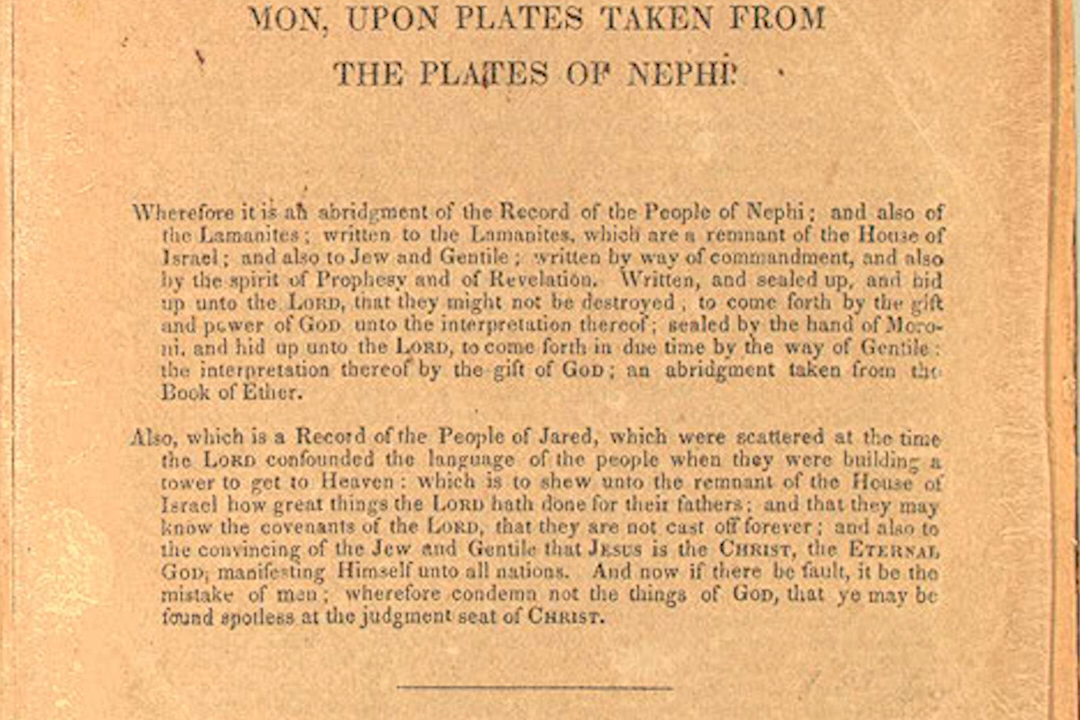 MON, UPON PLATES TAKEN FROM
THE PLATES OF NEPHI.
Wherefore it is an abridgment of the Record of the People of Nephi; and also of
the Lamanites; written to the Lamanites, which are a remnant of the House of
Israel; and also to Jew and Gentile; written by way of commandment, and also
by the spirit of Prophesy and of Revelation. Written, and sealed up, and hid
up unto the LORD, that they might not be destroyed; to come forth by the gift
and power of GOD unto the interpretation thereof; sealed by the hand of Moro-
ni, and hid up unto the LORD, to come forth in due time by the way of Gentile;
the interpretation thereof by the gift of GOD; an abridgment taken from the
Book of Ether.
Also, which is a Record of the People of Jared, which were scattered at the time
the LORD confounded the language of the people when they were building a
tower to get to Heaven: which is to shew unto the remnant of the House of
Israel how great things the LORD hath done for their fathers; and that they may
know the covenants of the LORD, that they are not cast off forever; and also to
the convincing of the Jew and Gentile that JESUS is the CHRIST, the ETERNAL
GOD, manifesting Himself unto all nations. And now if there be fault, it be the
mistake of men; wherefore condemn not the things of GOD, that ye may be
found spotless at the judgment seat of CHRIST.